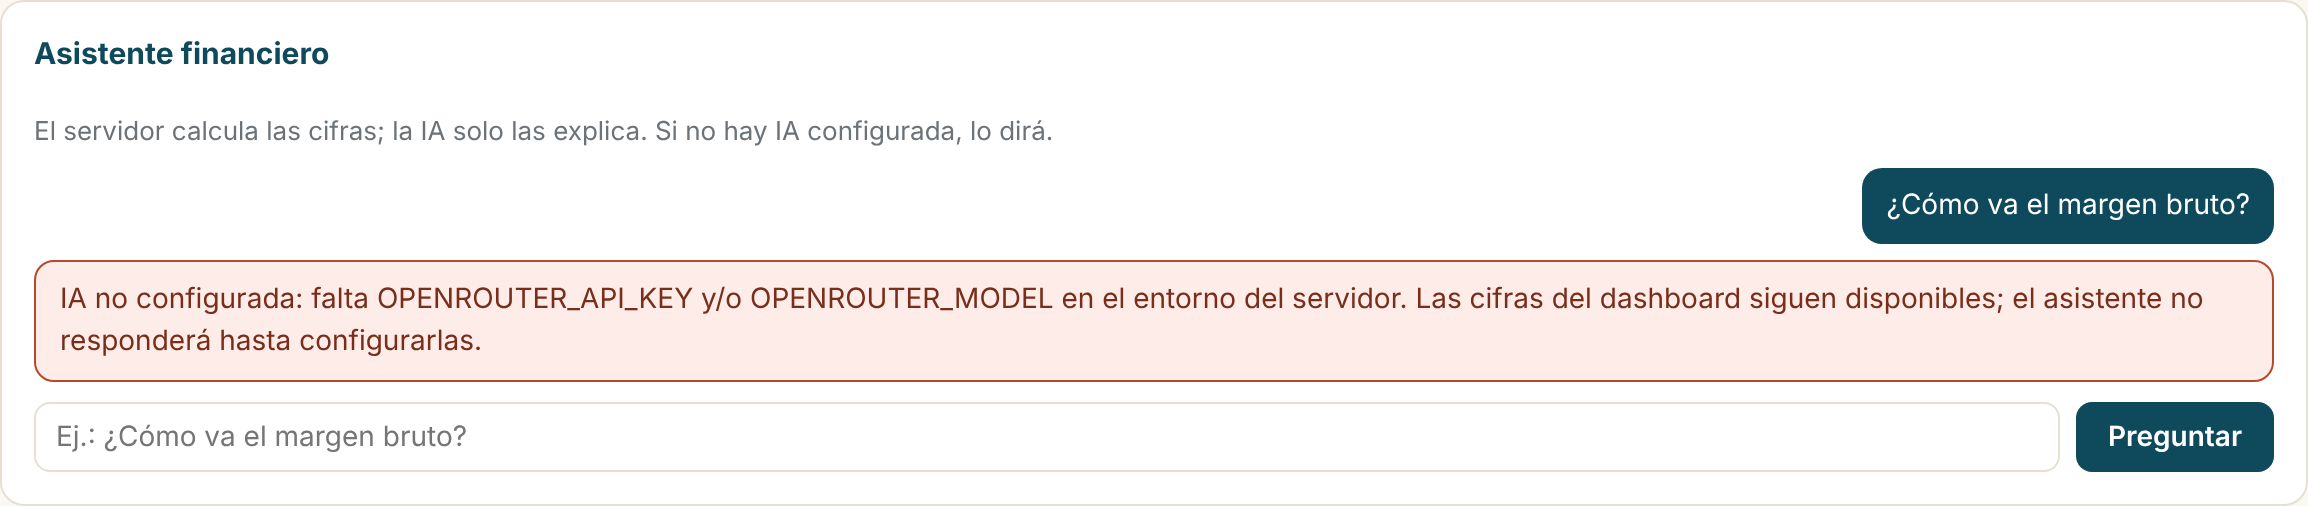 Asistente financiero
El servidor calcula las cifras; la IA solo las explica. Si no hay IA configurada, lo dirá.
¿Cómo va el margen bruto?
IA no configurada: falta OPENROUTER_API_KEY y/o OPENROUTER_MODEL en el entorno del servidor. Las cifras del dashboard siguen disponibles; el asistente no
responderá hasta configurarlas.
Ej.: ¿Cómo va el margen bruto?
Preguntar